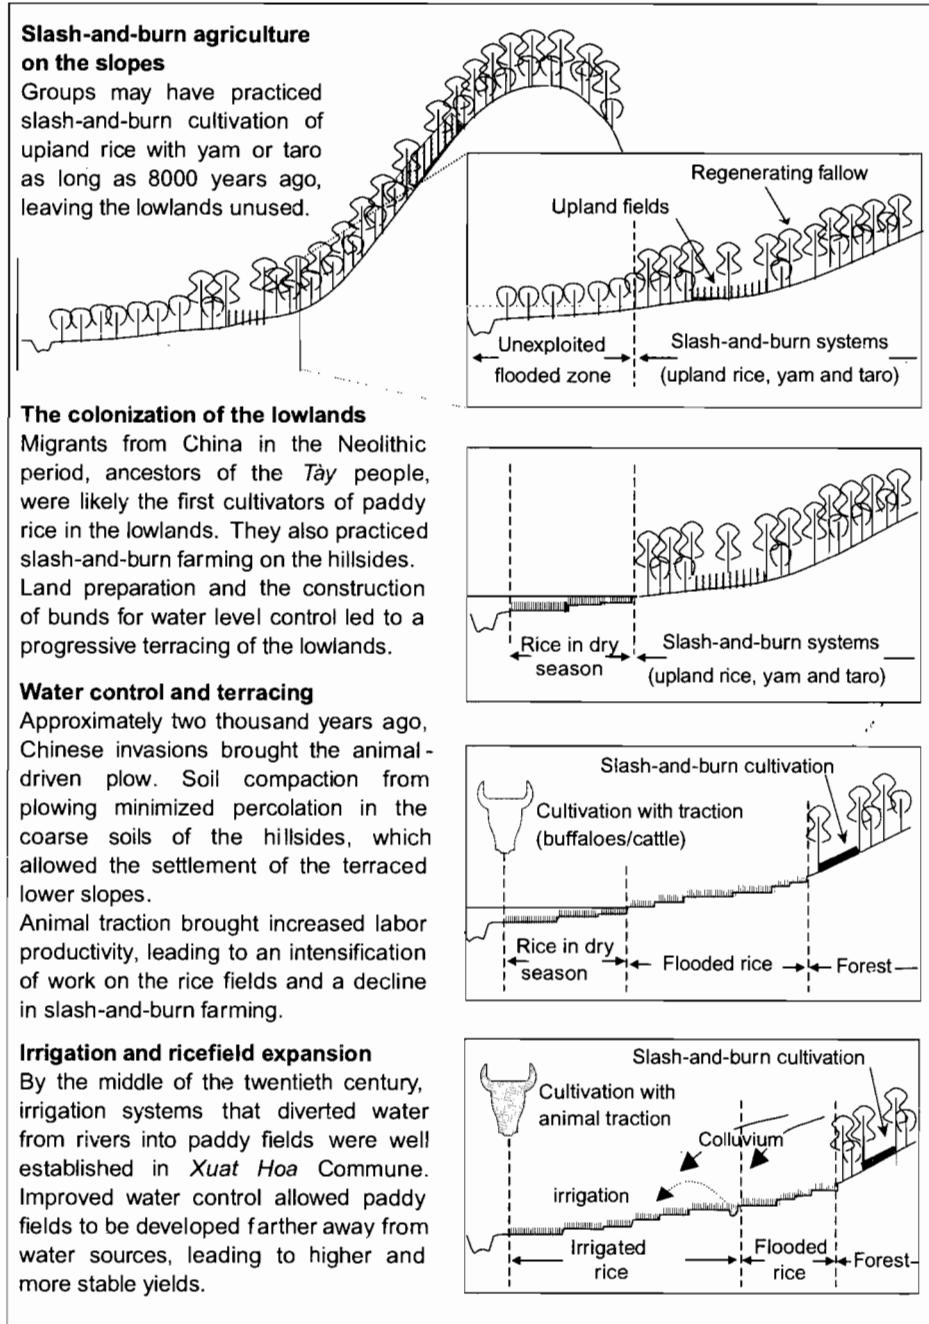 Slash-and-burn agriculture
on the slopes
Groups may have practiced
slash-and-burn cultivation of
upiand rice with yam or taro
as long as 8000 years ago,
leaving the lowlands unused.
Regenerating fallow
Upland fields
Unexploited
flooded zone
Slash-and-burn systems
(upland rice, yam and taro)
The colonization of the lowlands
Migrants from China in the Neolithic
period, ancestors of the Tày people,
were likely the first cultivators of paddy
rice in the lowlands. They also practiced
slash-and-burn farming on the hillsides.
Land preparation and the construction
of bunds for water level control led to a
progressive terracing of the lowlands.
Rice in dry
season
Slash-and-burn systems
(upland rice, yam and taro)
Water control and terracing
Approximately two thousand years ago,
Chinese invasions brought the animal-
driven plow. Soil compaction from
plowing minimized percolation in the
coarse soils of the hillsides, which
allowed the settlement of the terraced
lower slopes.
Animal traction brought increased labor
productivity, leading to an intensification
of work on the rice fields and a decline
in slash-and-burn farming.
Slash-and-burn cultivation
Cultivation with traction
(buffaloes/cattle)
Rice in dry
season
Flooded rice
Forest
Irrigation and ricefield expansion
By the middle of the twentieth century,
irrigation systems that diverted water
from rivers into paddy fields were well
established in Xuat Hoa Commune.
Improved water control allowed paddy
fields to be developed farther away from
water sources, leading to higher and
more stable yields.
Slash-and-burn cultivation
Cultivation with
animal traction
Colluvium
irrigation
Irrigated
rice
Flooded
rice
Forest